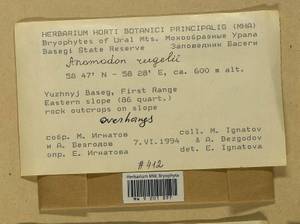 HERBARIUM HORTI BOTANICI PRINCIPALIS (MHA)
Bryophytes of Ural Mts. Мохообразные Урала
Basegi State Reserve Заповедник Басеги
Anomodon rugelii
58 47' N - 58 28' E, ca. 600 m alt.
Yuzhnyj Baseg, First Range
Eastern slope (86 quart.)
rock outcrops on slope
overhangs
собр. М. Игнатов coll. M. Ignatov
и А. Безгодов 7.VI.1994 & A. Bezgodov
опр. Е. Игнатова det. E. Ignatova
# 412
Herbarium MHA, Bryophyta